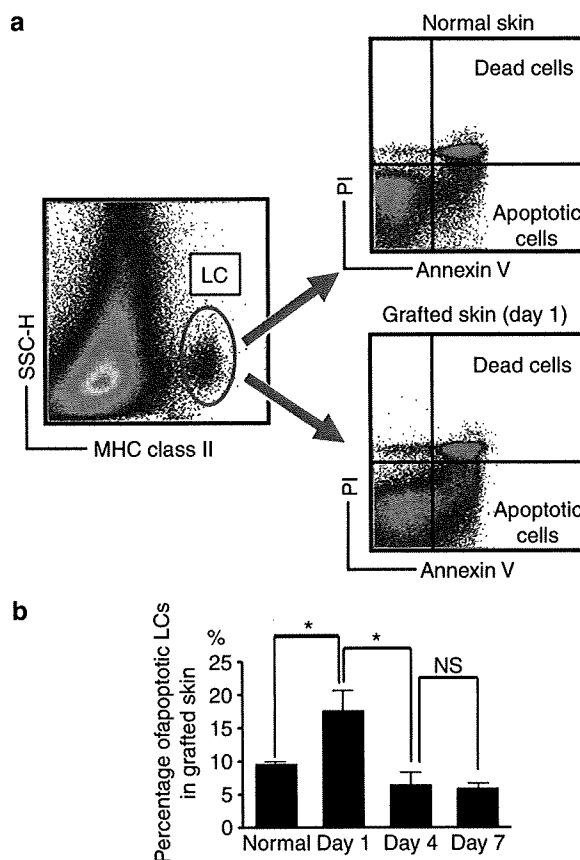 a
Normal skin
Dead cells
PI
Apoptotic
cells
Annexin V
LC
SSC-H
MHC class II
Grafted skin (day 1)
Dead cells
PI
Apoptotic
cells
Annexin V
b
Percentage ofapoptotic LCs
in grafted skin
%
25
20
15
10
5
0
*
*
NS
Normal Day 1 Day 4 Day 7